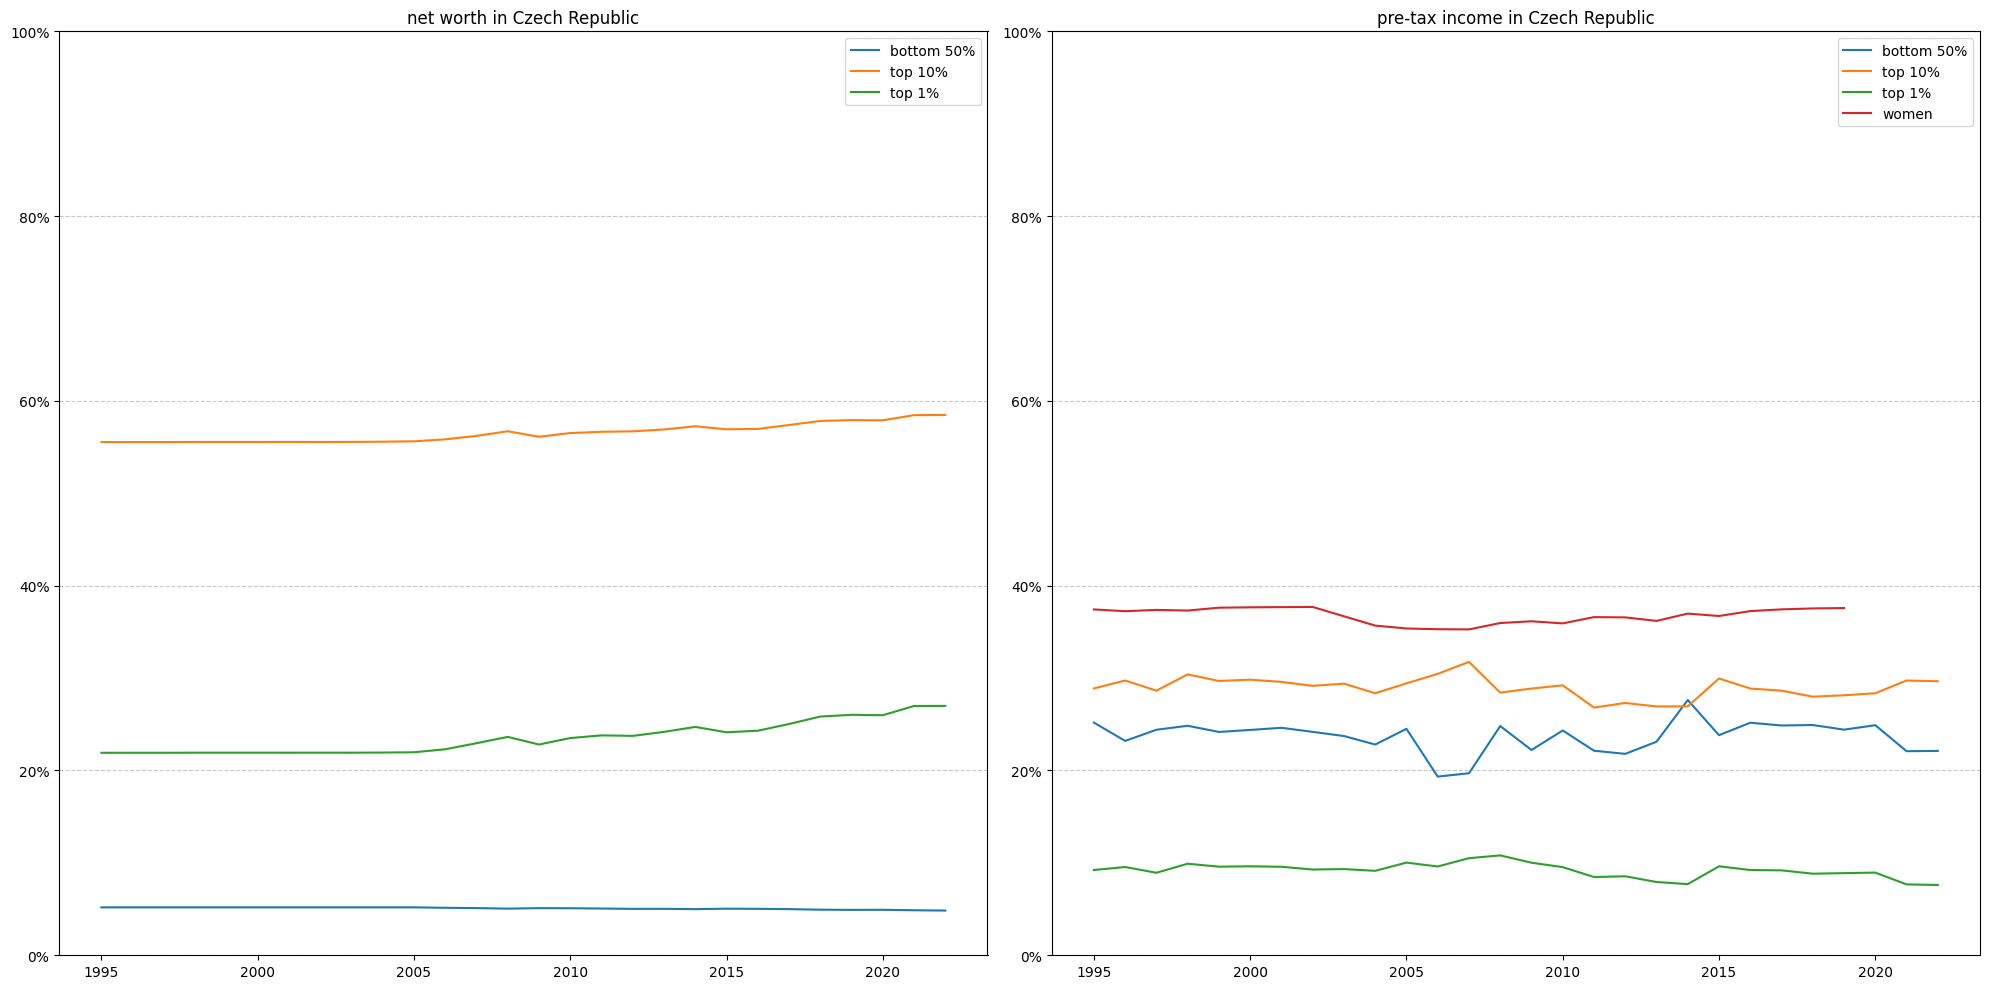 net worth in Czech Republic
100%
80%
60%
40%
20%
0%
1995 2000 2005 2010 2015 2020
bottom 50%
top 10%
top 1%
pre-tax income in Czech Republic
100%
80%
60%
40%
20%
0%
1995 2000 2005 2010 2015 2020
bottom 50%
top 10%
top 1%
women